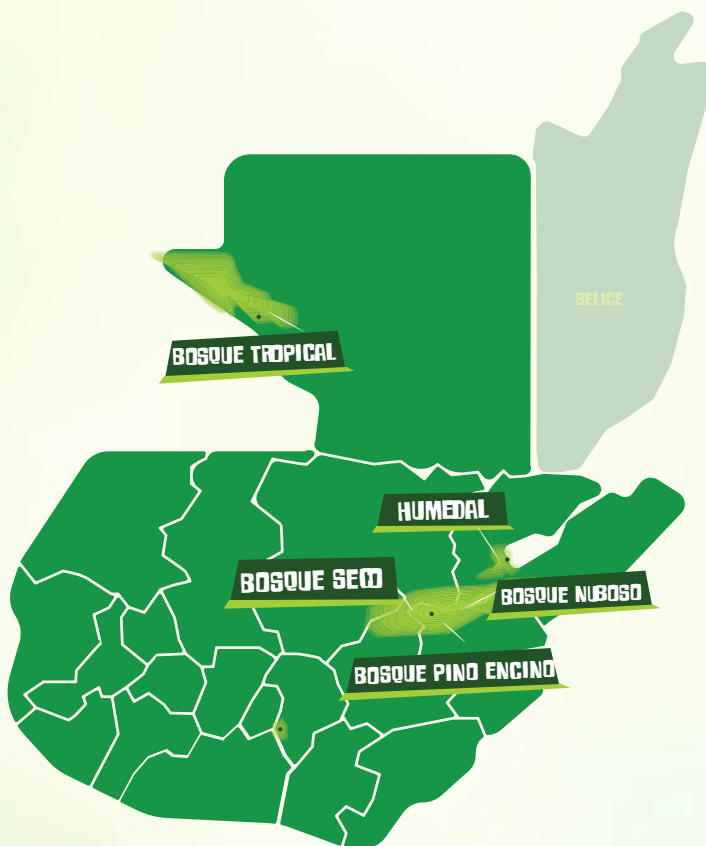 BELICE
BOSQUE TROPICAL
HUMEDAL
BOSQUE SECO
BOSQUE NUBOSO
BOSQUE PINO ENCINO